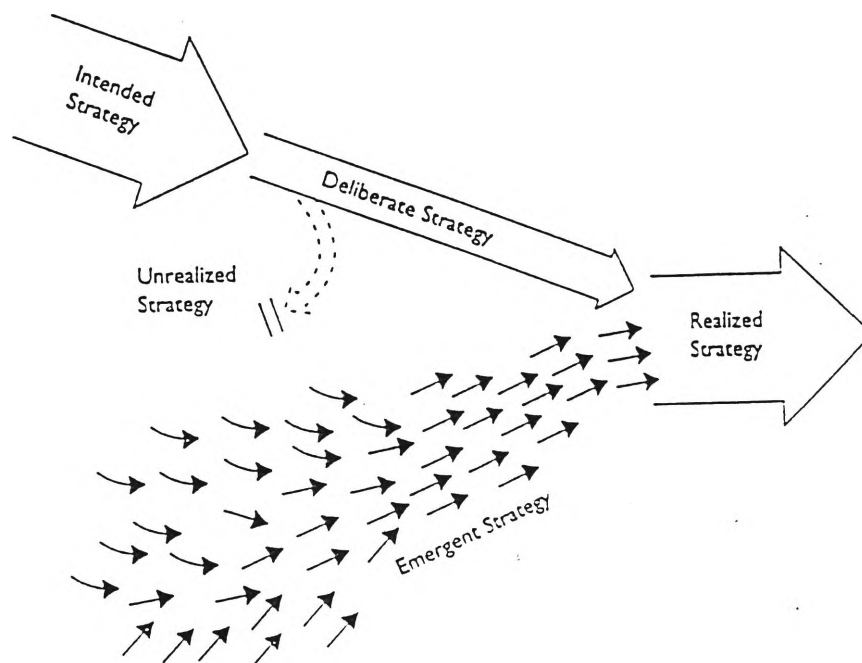 Intended
Strategy
Deliberate Strategy
Unrealized
Strategy
Realized
Strategy
Emergent Strategy